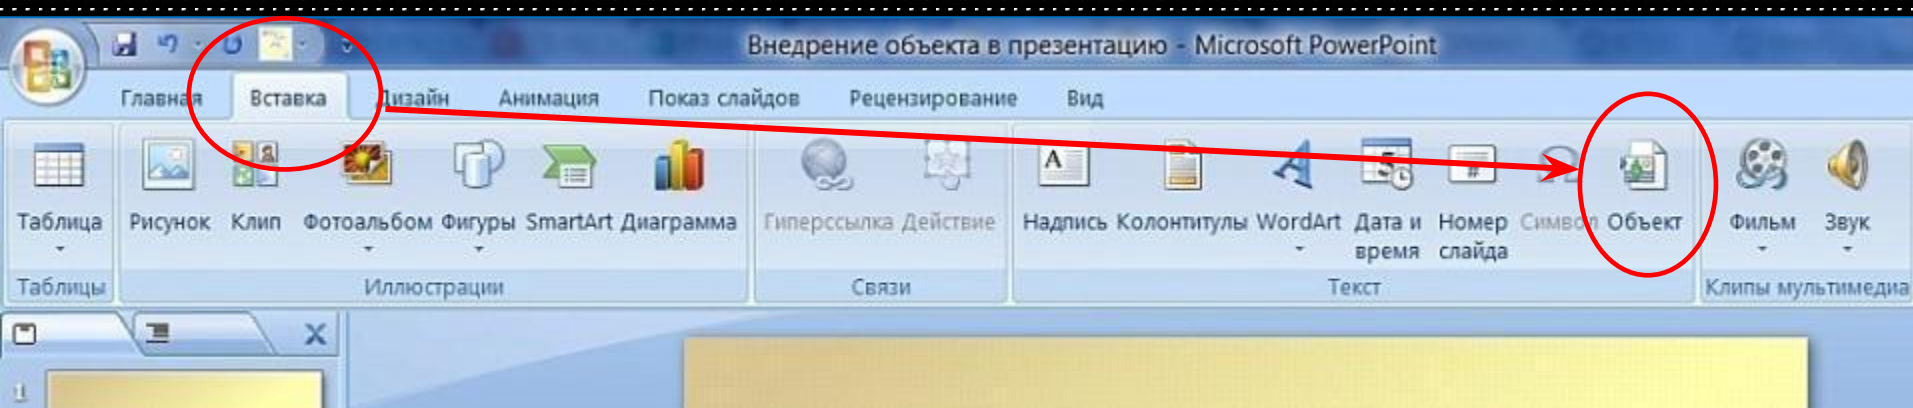 Внедрение объекта в презентацию - Microsoft PowerPoint
Главная Вставка Дизайн Анимация Показ слайдов Рецензирование Вид
Таблица Рисунок Клип Фотоальбом Фигуры SmartArt Диаграмма Гиперссылка Действие Надпись Колонтитулы WordArt Дата и время Номер слайда Символ Объект Фильм Звук
Таблицы Иллюстрации Связи Текст Клипы мультимедиа
1